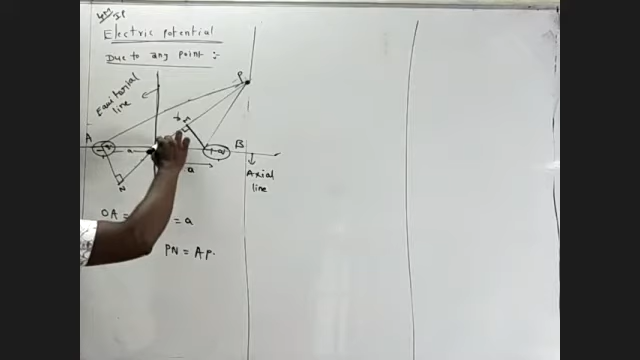 Electric potential
Due to any point :-
Equitorial
line
P
r
M
A
B
a
a
N
Axial
line
OA =
= a
PN = AP.